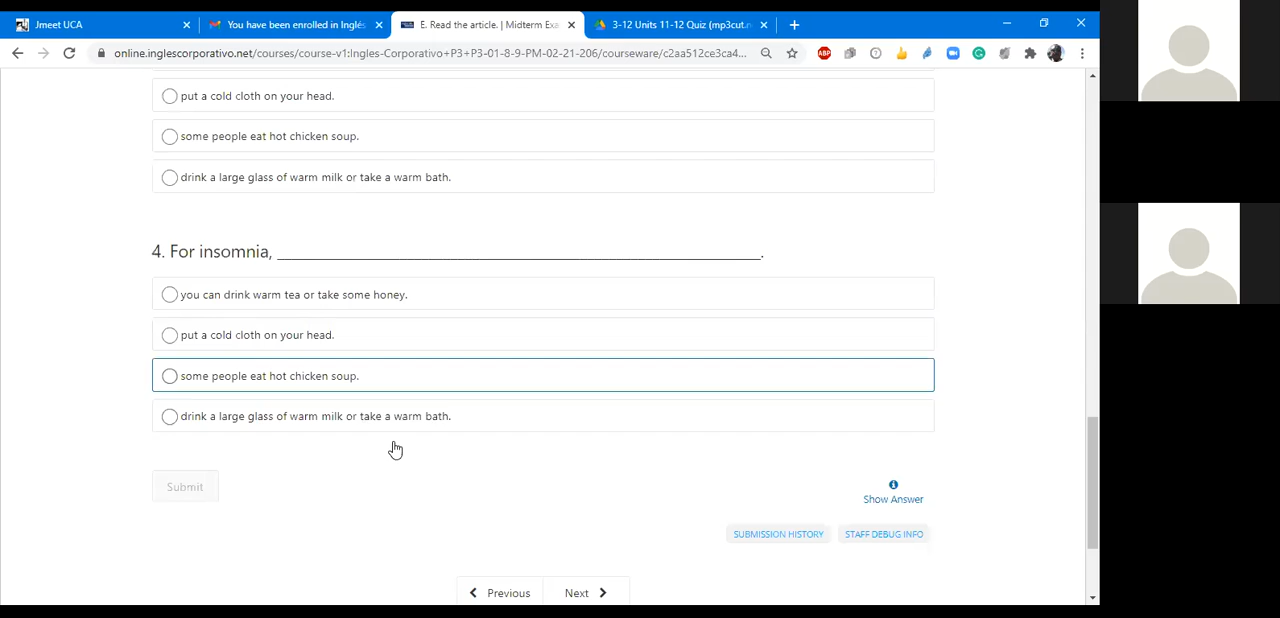 Jmeet UCA
You have been enrolled in Inglés
E. Read the article. | Midterm Exa
3-12 Units 11-12 Quiz (mp3cut.n
online.inglescorporativo.net/courses/course-v1:Ingles-Corporativo+P3+P3-01-8-9-PM-02-21-206/courseware/c2aa512ce3ca4...
ABP
put a cold cloth on your head.
some people eat hot chicken soup.
drink a large glass of warm milk or take a warm bath.
4. For insomnia, ______.
you can drink warm tea or take some honey.
put a cold cloth on your head.
some people eat hot chicken soup.
drink a large glass of warm milk or take a warm bath.
Submit
Show Answer
SUBMISSION HISTORY
STAFF DEBUG INFO
Previous
Next